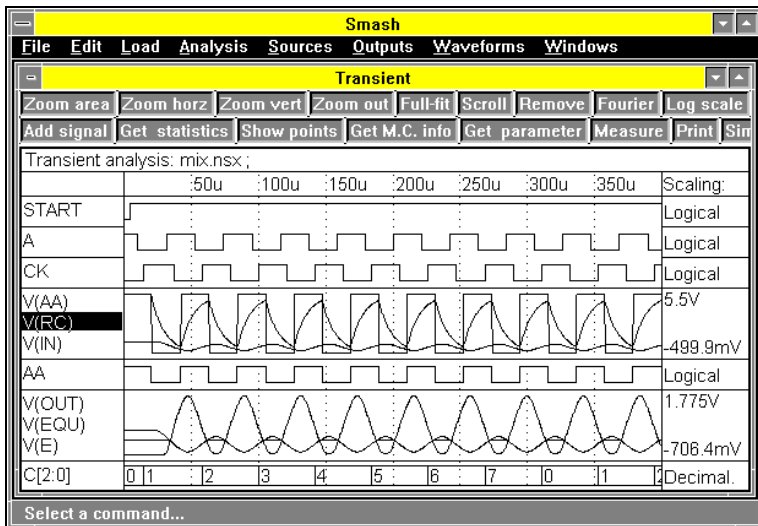 Smash
File Edit Load Analysis Sources Outputs Waveforms Windows
Transient
Zoom area Zoom horz Zoom vert Zoom out Full-fit Scroll Remove Fourier Log scale
Add signal Get statistics Show points Get M.C. info Get parameter Measure Print Sim
Transient analysis: mix.nsx ;
50u 100u 150u 200u 250u 300u 350u Scaling:
START Logical
A Logical
CK Logical
V(AA) 5.5V
V(RC)
V(IN) -499.9mV
AA Logical
V(OUT) 1.775V
V(EQU)
V(E) -706.4mV
C[2:0] 0 1 2 3 4 5 6 7 0 1 2 Decimal.
Select a command...